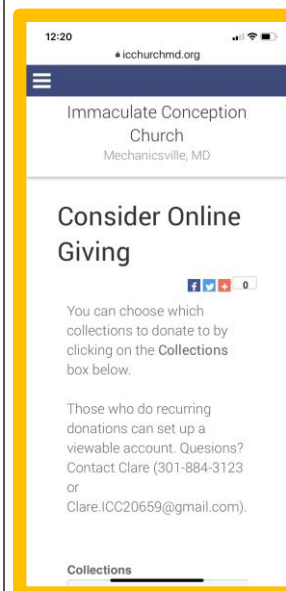 12:20
icchurchmd.org
Immaculate Conception
Church
Mechanicsville, MD
Consider Online
Giving
f + 0
You can choose which
collections to donate to by
clicking on the Collections
box below.
Those who do recurring
donations can set up a
viewable account. Quesions?
Contact Clare (301-884-3123
or
Clare.ICC20659@gmail.com).
Collections